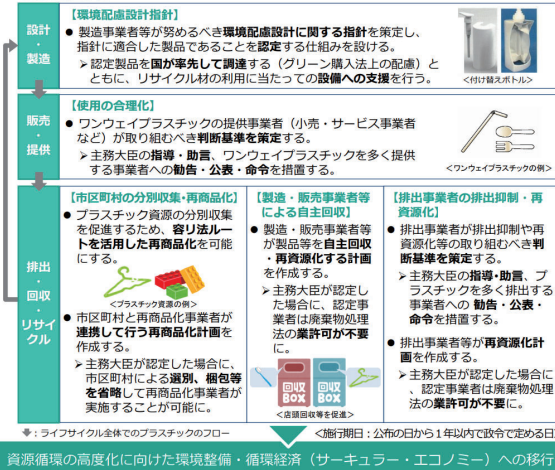 設計・製造
【環境配慮設計指針】
● 製造事業者等が努めるべき環境配慮設計に関する指針を策定し、
指針に適合した製品であることを認定する仕組みを設ける。
➢認定製品を国が率先して調達する（グリーン購入法上の配慮）と
ともに、リサイクル材の利用に当たっての設備への支援を行う。
＜付け替えボトル＞
販売・提供
【使用の合理化】
● ワンウェイプラスチックの提供事業者（小売・サービス事業者
など）が取り組むべき判断基準を策定する。
➢主務大臣の指導・助言、ワンウェイプラスチックを多く提供
する事業者への勧告・公表・命令を措置する。
＜ワンウェイプラスチックの例＞
排出・回収・リサイクル
【市区町村の分別収集・再商品化】
● プラスチック資源の分別収集
を促進するため、容リ法ルー
トを活用した再商品化を可能
にする。
＜プラスチック資源の例＞
● 市区町村と再商品化事業者が
連携して行う再商品化計画を
作成する。
➢主務大臣が認定した場合に、
市区町村による選別、梱包等
を省略して再商品化事業者が
実施することが可能に。
【製造・販売事業者等
による自主回収】
● 製造・販売事業者等
が製品等を自主回収
・再資源化する計画
を作成する。
➢主務大臣が認定し
た場合に、認定事
業者は廃棄物処理
法の業許可が不要
に。
回収
BOX
回収
BOX
＜店頭回収等を促進＞
【排出事業者の排出抑制・再
資源化】
● 排出事業者が排出抑制や再
資源化等の取り組むべき判
断基準を策定する。
➢主務大臣の指導・助言、プ
ラスチックを多く排出する
事業者への 勧告・公表・
命令を措置する。
● 排出事業者等が再資源化計
画を作成する。
➢主務大臣が認定した場合に
、認定事業者は廃棄物処理
法の業許可が不要に。
：ライフサイクル全体でのプラスチックのフロー
＜施行期日：公布の日から１年以内で政令で定める日
資源循環の高度化に向けた環境整備・循環経済（サーキュラー・エコノミー）への移行